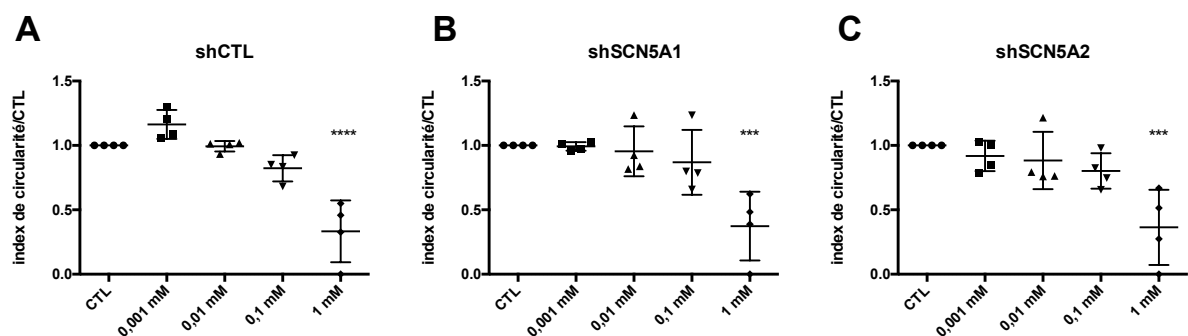 A
shCTL
index de circularité/CTL
1.5
1.0
0.5
0.0
****
CTL
0,001 mM
0,01 mM
0,1 mM
1 mM
B
shSCN5A1
index de circularité/CTL
1.5
1.0
0.5
0.0
***
CTL
0,001 mM
0,01 mM
0,1 mM
1 mM
C
shSCN5A2
index de circularité/CTL
1.5
1.0
0.5
0.0
***
CTL
0,001 mM
0,01 mM
0,1 mM
1 mM